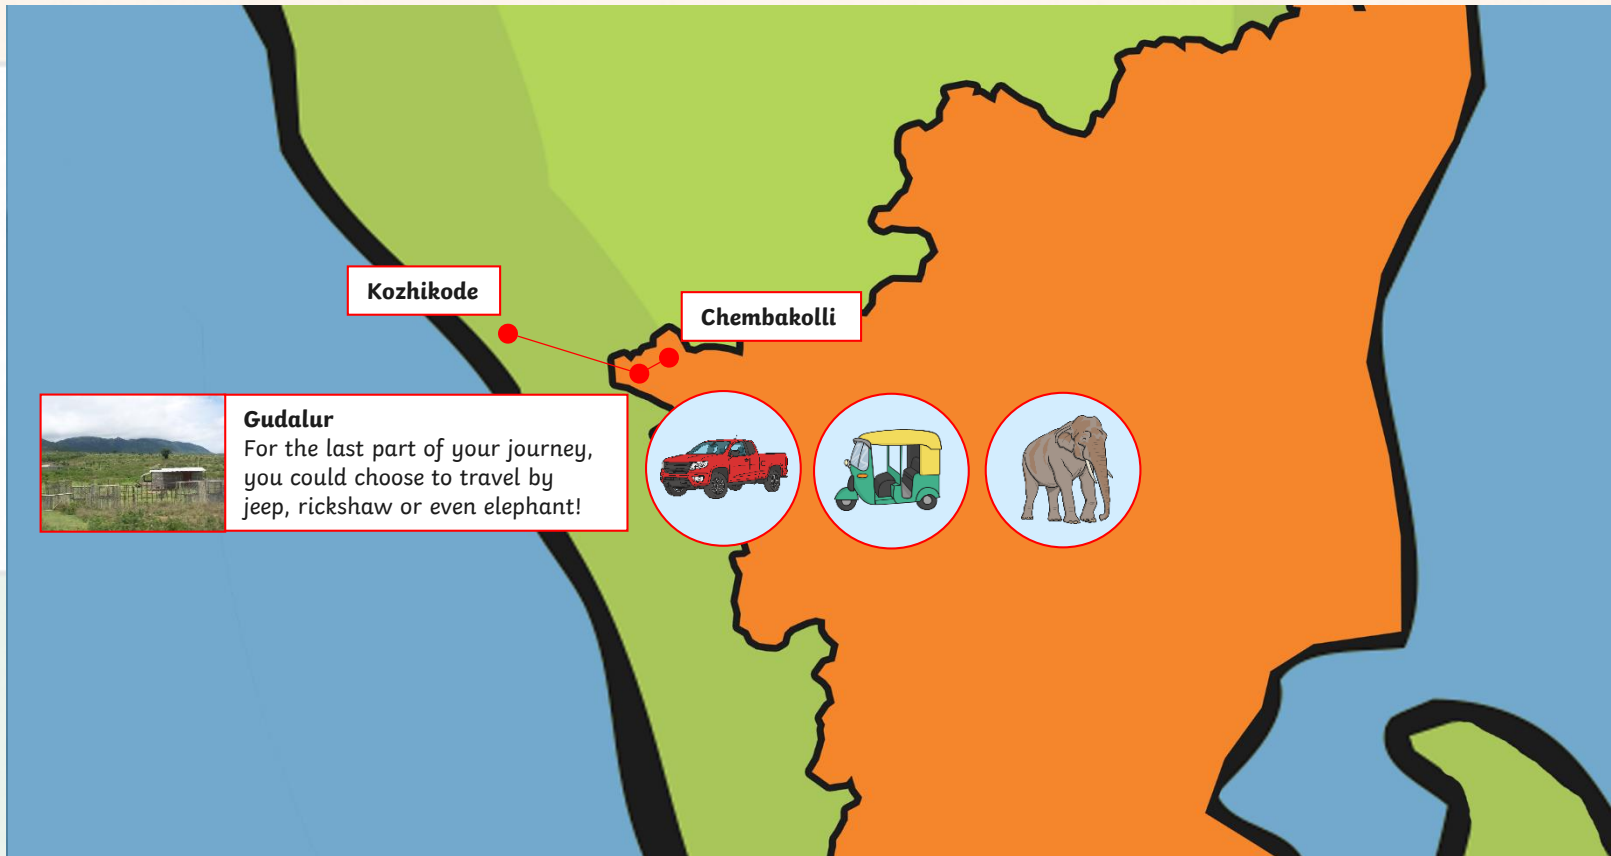 Kozhikode
Chembakolli
Gudalur
For the last part of your journey,
you could choose to travel by
jeep, rickshaw or even elephant!